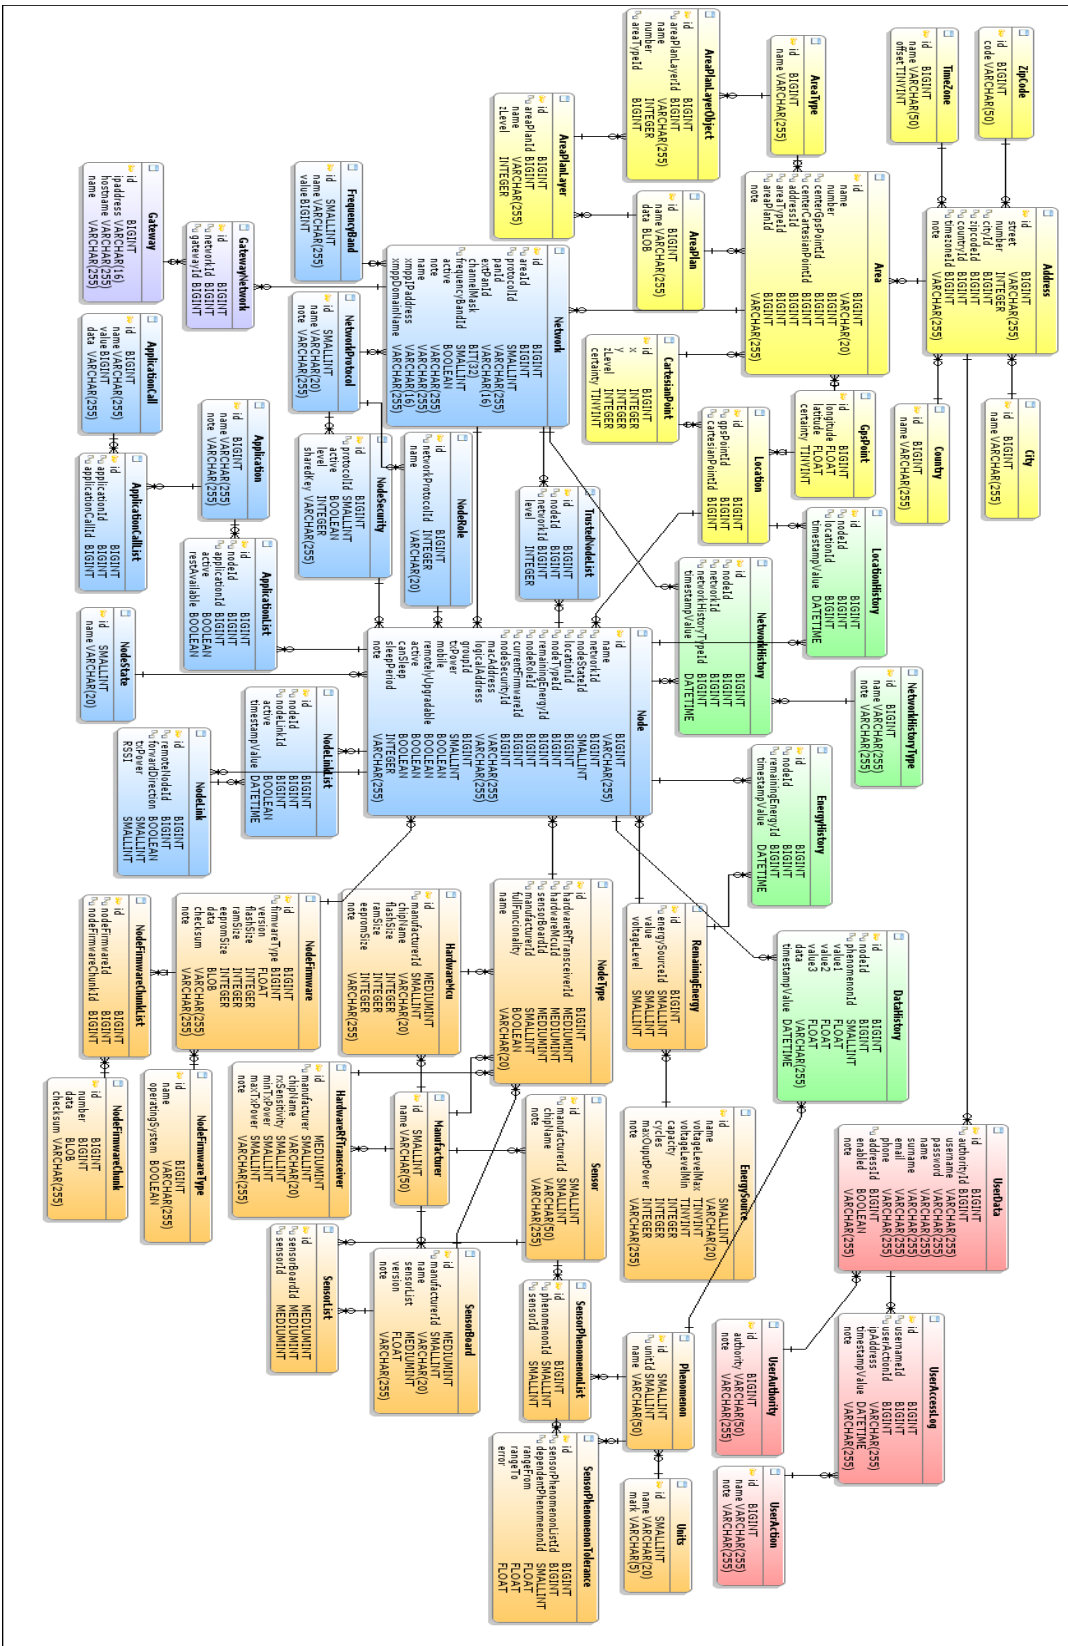 ZipCode
id BIGINT
code VARCHAR(50)
TimeZone
id BIGINT
name VARCHAR(50)
offset TINYINT
Address
id BIGINT
street VARCHAR(255)
number INTEGER
cityId BIGINT
zipcodeId BIGINT
countryId BIGINT
timezoneId BIGINT
note VARCHAR(255)
City
id BIGINT
name VARCHAR(255)
Country
id BIGINT
name VARCHAR(255)
AreaType
id BIGINT
name VARCHAR(255)
AreaPlanLayerObject
id BIGINT
areaPlanLayerId BIGINT
name VARCHAR(255)
number INTEGER
areaTypeId BIGINT
AreaPlanLayer
id BIGINT
areaPlanId BIGINT
name VARCHAR(255)
zLevel INTEGER
AreaPlan
id BIGINT
name VARCHAR(255)
data BLOB
Area
id BIGINT
name VARCHAR(20)
number BIGINT
centerGpsPointId BIGINT
centerCartesianPointId BIGINT
addressId BIGINT
areaTypeId BIGINT
areaPlanId BIGINT
note VARCHAR(255)
GpsPoint
id BIGINT
longitude FLOAT
latitude FLOAT
certainty TINYINT
CartesianPoint
id BIGINT
x INTEGER
y INTEGER
zLevel INTEGER
certainty TINYINT
Location
id BIGINT
gpsPointId BIGINT
cartesianPointId BIGINT
LocationHistory
id BIGINT
nodeId BIGINT
locationId BIGINT
timestampValue DATETIME
NetworkHistory
id BIGINT
nodeId BIGINT
networkId BIGINT
networkHistoryTypeId BIGINT
timestampValue DATETIME
NetworkHistoryType
id BIGINT
name VARCHAR(255)
note VARCHAR(255)
EnergyHistory
id BIGINT
nodeId BIGINT
remainingEnergyId BIGINT
timestampValue DATETIME
DataHistory
id BIGINT
nodeId BIGINT
phenomenonId SMALLINT
value1 FLOAT
value2 FLOAT
value3 FLOAT
data VARCHAR(255)
timestampValue DATETIME
UserData
id BIGINT
authorityId BIGINT
username VARCHAR(255)
password VARCHAR(255)
name VARCHAR(255)
surname VARCHAR(255)
email VARCHAR(255)
phone VARCHAR(255)
addressId BIGINT
enabled BOOLEAN
note VARCHAR(255)
UserAccessLog
id BIGINT
usernameId BIGINT
userActionId BIGINT
ipAddress VARCHAR(255)
timestampValue DATETIME
note VARCHAR(255)
UserAuthority
id BIGINT
authority VARCHAR(50)
note VARCHAR(255)
UserAction
id BIGINT
name VARCHAR(255)
note VARCHAR(255)
FrequencyBand
id SMALLINT
name VARCHAR(255)
value BIGINT
Gateway
id BIGINT
ipaddress VARCHAR(16)
hostname VARCHAR(255)
name VARCHAR(255)
GatewayNetwork
id BIGINT
networkId BIGINT
gatewayId BIGINT
Network
id BIGINT
areaId BIGINT
protocolId SMALLINT
panId VARCHAR(255)
extPanId VARCHAR(16)
channelMask BIT(32)
frequencyBandId SMALLINT
active BOOLEAN
note VARCHAR(255)
name VARCHAR(255)
xmppIPaddress VARCHAR(16)
xmppDomainName VARCHAR(255)
NetworkProtocol
id SMALLINT
name VARCHAR(20)
note VARCHAR(255)
NodeSecurity
id BIGINT
protocolId SMALLINT
active BOOLEAN
level INTEGER
sharedKey VARCHAR(255)
NodeRole
id BIGINT
networkProtocolId INTEGER
name VARCHAR(20)
TrustedNodeList
id BIGINT
nodeId BIGINT
networkId BIGINT
level INTEGER
ApplicationCall
id BIGINT
name VARCHAR(255)
value BIGINT
data VARCHAR(255)
ApplicationCallList
id BIGINT
applicationId BIGINT
applicationCallId BIGINT
Application
id BIGINT
name VARCHAR(255)
note VARCHAR(255)
ApplicationList
id BIGINT
nodeId BIGINT
applicationId BIGINT
active BOOLEAN
restAvailable BOOLEAN
NodeState
id SMALLINT
name VARCHAR(20)
Node
id BIGINT
name VARCHAR(255)
networkId BIGINT
nodeStateId SMALLINT
locationId BIGINT
nodeTypeId BIGINT
remainingEnergyId BIGINT
nodeRoleId BIGINT
currentFirmwareId BIGINT
nodeSecurityId BIGINT
macAddress VARCHAR(255)
logicalAddress VARCHAR(255)
groupId BIGINT
txPower SMALLINT
mobile BOOLEAN
remotelyUpgradable BOOLEAN
active BOOLEAN
canSleep BOOLEAN
sleepPeriod INTEGER
note VARCHAR(255)
NodeLinkList
id BIGINT
nodeId BIGINT
nodeLinkId BIGINT
active BOOLEAN
timestampValue DATETIME
NodeLink
id BIGINT
remoteNodeId BIGINT
forwardDirection BOOLEAN
txPower SMALLINT
RSSI SMALLINT
RemainingEnergy
id BIGINT
energySourceId SMALLINT
value SMALLINT
voltageLevel SMALLINT
EnergySource
id SMALLINT
name VARCHAR(20)
voltageLevelMax TINYINT
voltageLevelMin TINYINT
capacity INTEGER
cycles INTEGER
maxOuputPower INTEGER
note VARCHAR(255)
NodeType
id BIGINT
hardwareRfTransceiverId MEDIUMINT
hardwareMcuId MEDIUMINT
sensorBoardId MEDIUMINT
manufacturerId SMALLINT
fullFuncionality BOOLEAN
name VARCHAR(20)
HardwareMcu
id MEDIUMINT
manufacturerId SMALLINT
chipName VARCHAR(20)
flashSize INTEGER
ramSize INTEGER
eepromSize INTEGER
note VARCHAR(255)
NodeFirmware
id BIGINT
firmwareType BIGINT
version FLOAT
flashSize INTEGER
ramSize INTEGER
eepromSize INTEGER
data BLOB
checksum VARCHAR(255)
note VARCHAR(255)
NodeFirmwareChunkList
id BIGINT
nodeFirmwareId BIGINT
nodeFirmwareChunkId BIGINT
NodeFirmwareChunk
id BIGINT
number BIGINT
data BLOB
checksum VARCHAR(255)
NodeFirmwareType
id BIGINT
name VARCHAR(255)
operatingSystem BOOLEAN
HardwareRfTransceiver
id MEDIUMINT
manufacturer SMALLINT
chipName VARCHAR(20)
rxSensitivity SMALLINT
minTxPower SMALLINT
maxTxPower SMALLINT
note VARCHAR(255)
Manufacturer
id SMALLINT
name VARCHAR(50)
Sensor
id SMALLINT
manufacturerId SMALLINT
chipName VARCHAR(50)
note VARCHAR(255)
SensorBoard
id MEDIUMINT
manufacturerId SMALLINT
name VARCHAR(20)
sensorList MEDIUMINT
version FLOAT
note VARCHAR(255)
SensorList
id MEDIUMINT
sensorBoardId MEDIUMINT
sensorId MEDIUMINT
SensorPhenomenonList
id BIGINT
phenomenonId SMALLINT
sensorId SMALLINT
Phenomenon
id SMALLINT
unitId SMALLINT
name VARCHAR(50)
Units
id SMALLINT
name VARCHAR(20)
mark VARCHAR(5)
SensorPhenomenonTolerance
id BIGINT
sensorPhenomenonListId BIGINT
dependentPhenomenonId SMALLINT
rangeFrom FLOAT
rangeTo FLOAT
error FLOAT